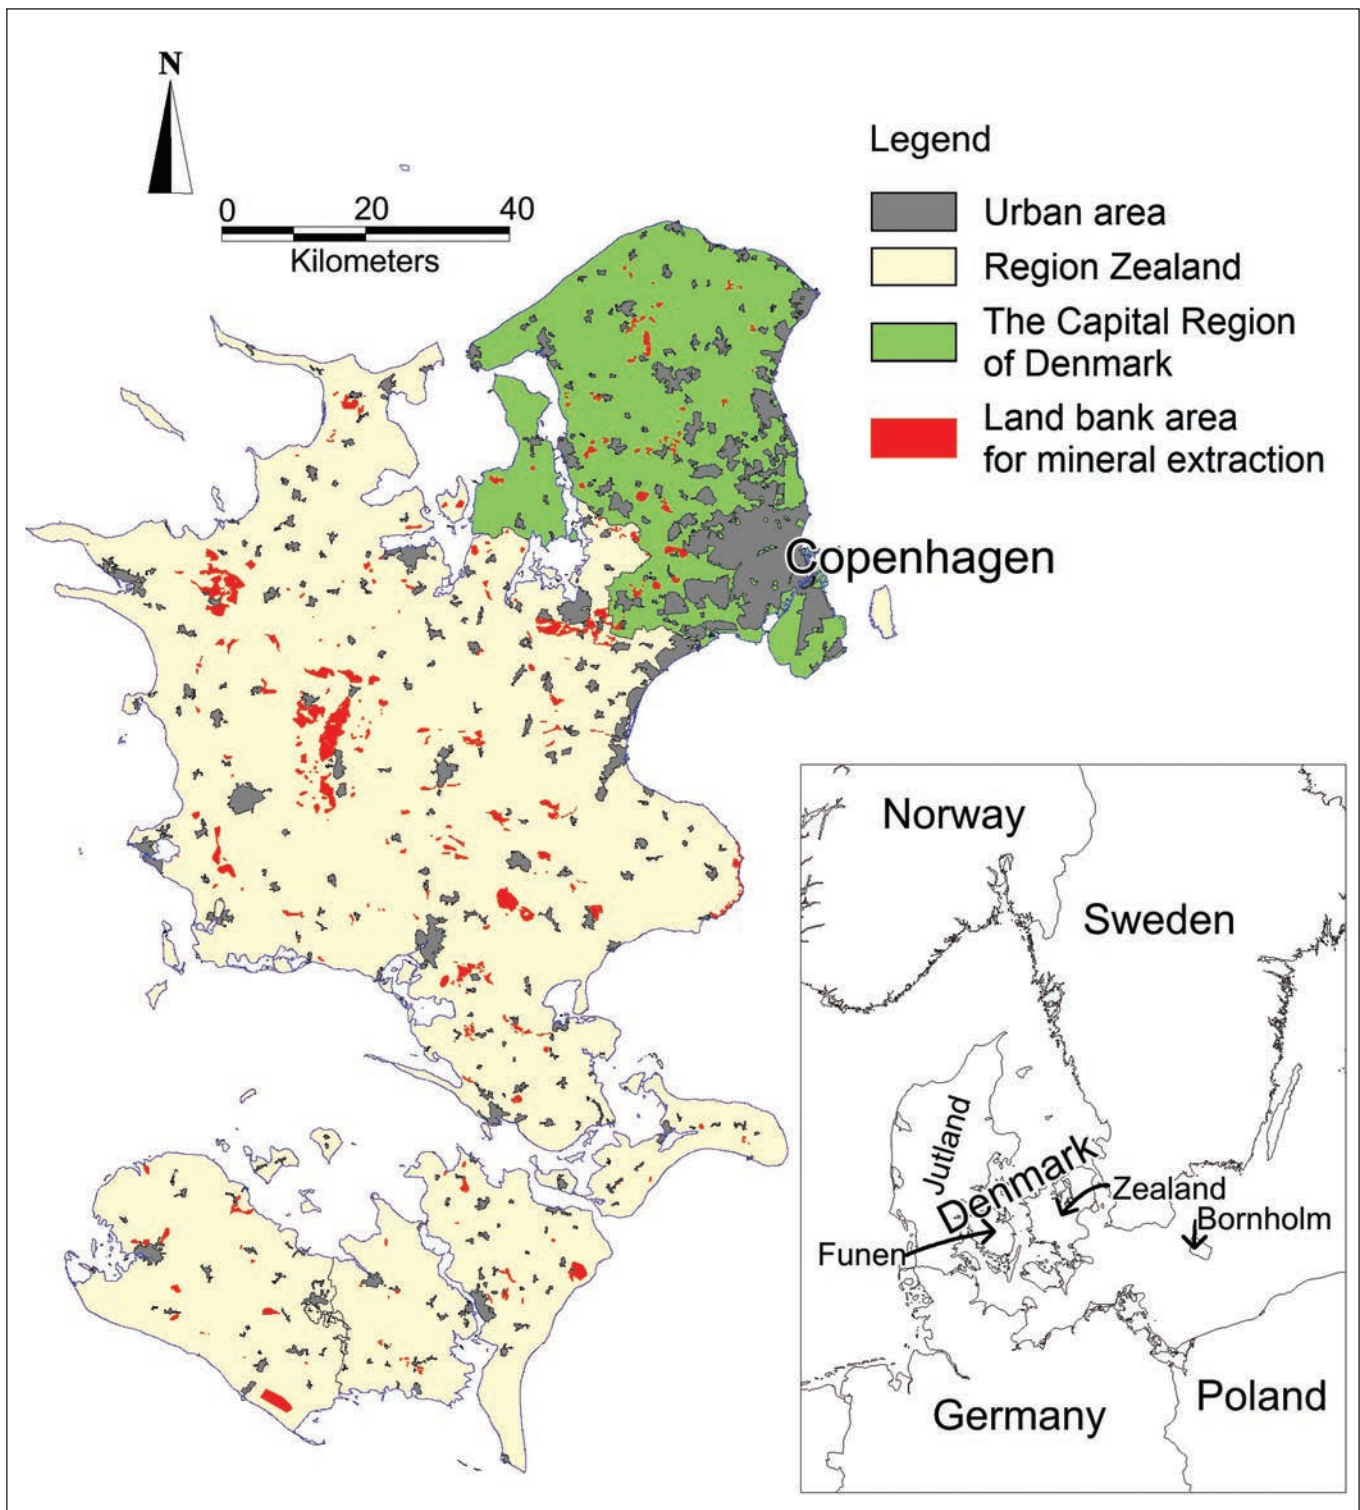 N
0 20 40
Kilometers
Legend
Urban area
Region Zealand
The Capital Region
of Denmark
Land bank area
for mineral extraction
Copenhagen
Norway
Sweden
Jutland
Denmark
Zealand
Bornholm
Funen
Germany
Poland